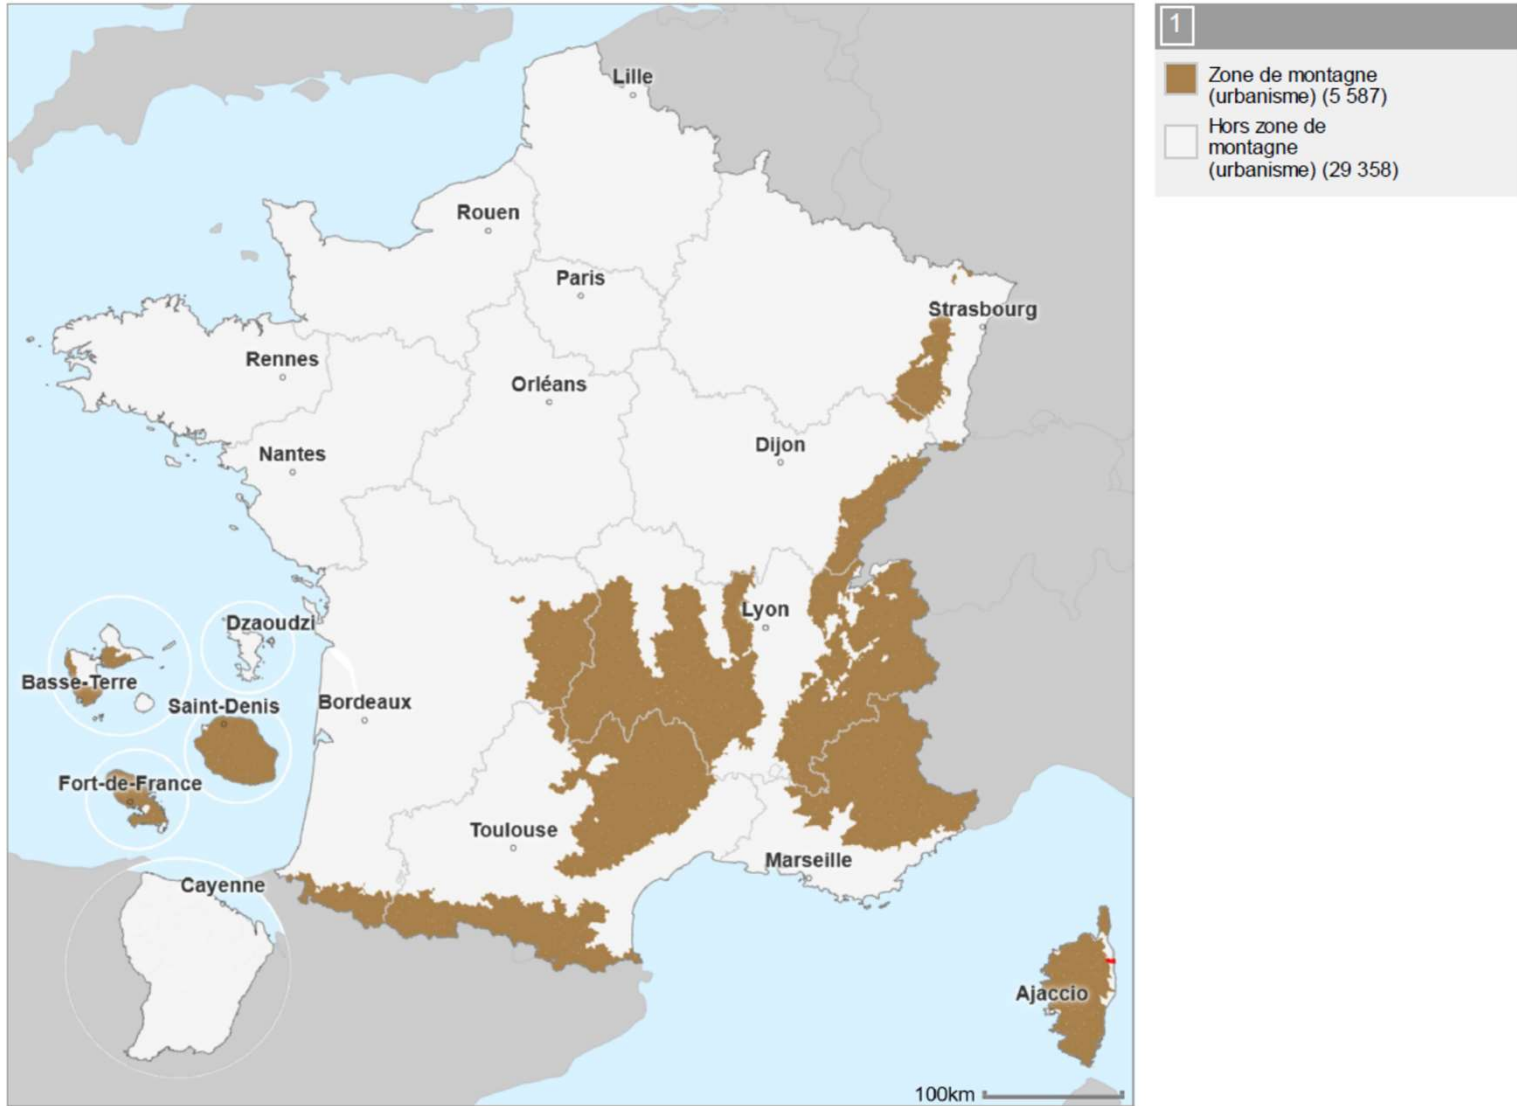 1
Zone de montagne
(urbanisme) (5 587)
Hors zone de
montagne
(urbanisme) (29 358)
Lille
Rouen
Paris
Strasbourg
Rennes
Orléans
Dijon
Nantes
Lyon
Dzaoudzi
Basse-Terre
Saint-Denis
Bordeaux
Fort-de-France
Toulouse
Marseille
Cayenne
Ajaccio
100km